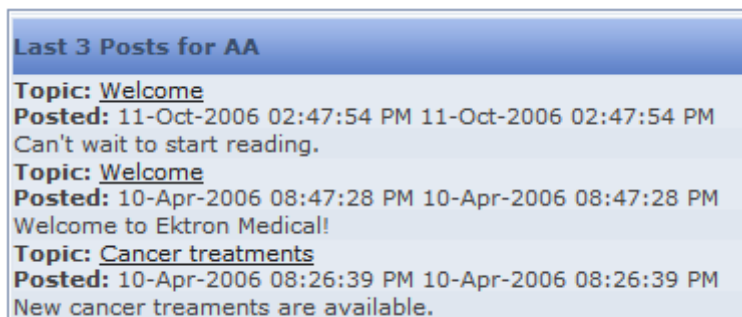 Last 3 Posts for AA
Topic: Welcome
Posted: 11-Oct-2006 02:47:54 PM 11-Oct-2006 02:47:54 PM
Can't wait to start reading.
Topic: Welcome
Posted: 10-Apr-2006 08:47:28 PM 10-Apr-2006 08:47:28 PM
Welcome to Ektron Medical!
Topic: Cancer treatments
Posted: 10-Apr-2006 08:26:39 PM 10-Apr-2006 08:26:39 PM
New cancer treaments are available.